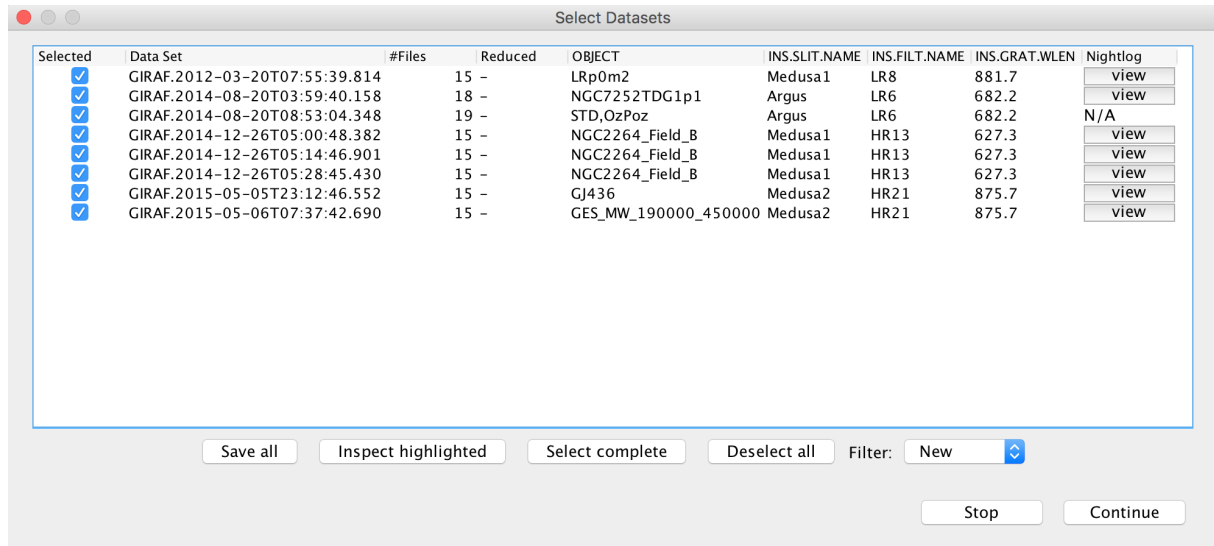 Select Datasets
Selected Data Set #Files Reduced OBJECT INS.SLIT.NAME INS.FILT.NAME INS.GRAT.WLEN Nightlog
GIRAF.2012-03-20T07:55:39.814 15 - LRp0m2 Medusa1 LR8 881.7 view
GIRAF.2014-08-20T03:59:40.158 18 - NGC7252TDG1p1 Argus LR6 682.2 view
GIRAF.2014-08-20T08:53:04.348 19 - STD,OzPoz Argus LR6 682.2 N/A
GIRAF.2014-12-26T05:00:48.382 15 - NGC2264_Field_B Medusa1 HR13 627.3 view
GIRAF.2014-12-26T05:14:46.901 15 - NGC2264_Field_B Medusa1 HR13 627.3 view
GIRAF.2014-12-26T05:28:45.430 15 - NGC2264_Field_B Medusa1 HR13 627.3 view
GIRAF.2015-05-05T23:12:46.552 15 - GJ436 Medusa2 HR21 875.7 view
GIRAF.2015-05-06T07:37:42.690 15 - GES_MW_190000_450000 Medusa2 HR21 875.7 view
Save all Inspect highlighted Select complete Deselect all Filter: New
Stop Continue